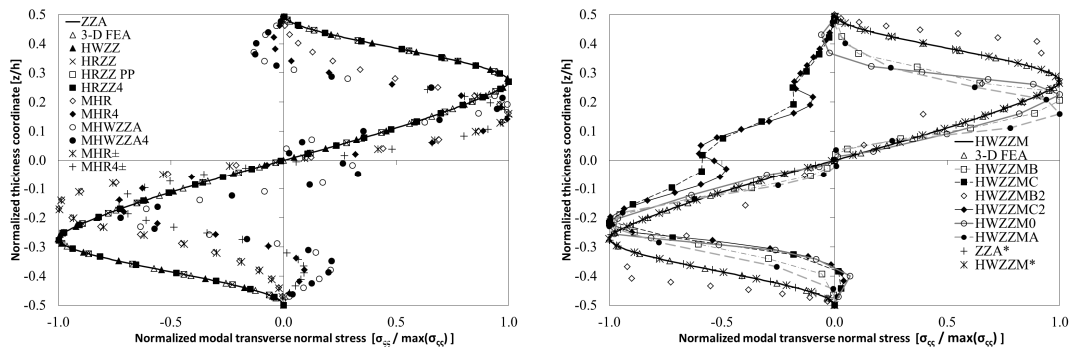 0.5
0.4
0.3
0.2
0.1
0.0
-0.1
-0.2
-0.3
-0.4
-0.5
Normalized thickness coordinate [z/h]
ZZA
3-D FEA
HWZZ
HRZZ
HRZZ PP
HRZZ4
MHR
MHR4
MHWZZA
MHWZZA4
MHR±
MHR4±
-1.0
-0.5
0.0
0.5
1.0
Normalized modal transverse normal stress [σςς / max(σςς) ]
0.5
0.4
0.3
0.2
0.1
0.0
-0.1
-0.2
-0.3
-0.4
-0.5
Normalized thickness coordinate [z/h]
HWZZM
3-D FEA
HWZZMB
HWZZMC
HWZZMB2
HWZZMC2
HWZZM0
HWZZMA
ZZA*
HWZZM*
-1.0
-0.5
0.0
0.5
1.0
Normalized modal transverse normal stress [σςς / max(σςς) ]